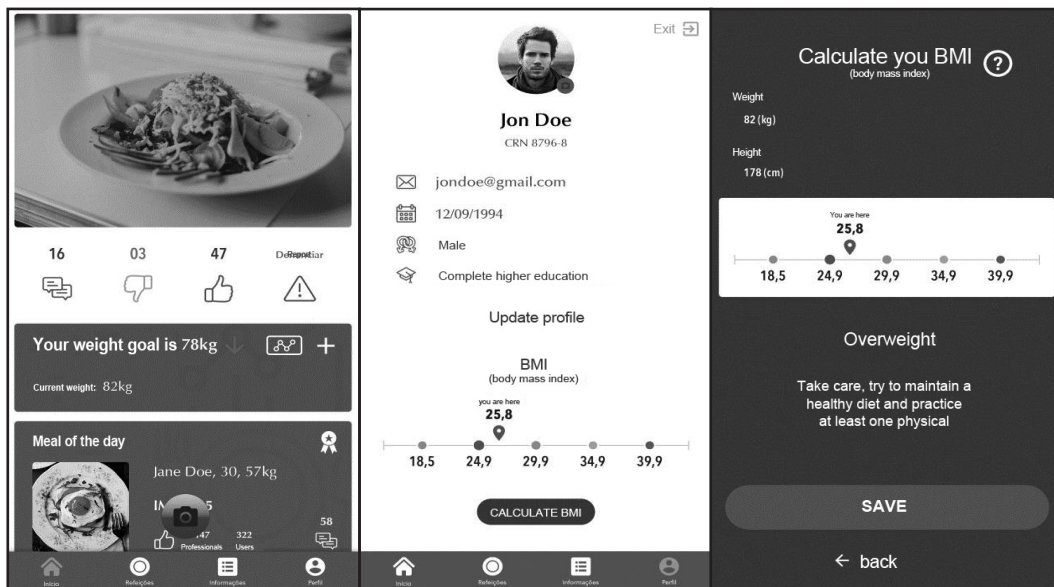 16
03
47
Your weight goal is 78kg
Current weight: 82kg
Meal of the day
Jane Doe, 30, 57kg
47
322
58
Professionals
Users
Início
Refeições
Informações
Perfil
Exit
Jon Doe
CRN 8796-8
jondoe@gmail.com
12/09/1994
Male
Complete higher education
Update profile
BMI
(body mass index)
you are here
25,8
18,5 24,9 29,9 34,9 39,9
CALCULATE BMI
Início
Refeições
Informações
Perfil
Calculate you BMI
(body mass index)
?
Weight
82 (kg)
Height
178 (cm)
You are here
25,8
18,5 24,9 29,9 34,9 39,9
Overweight
Take care, try to maintain a
healthy diet and practice
at least one physical
SAVE
back